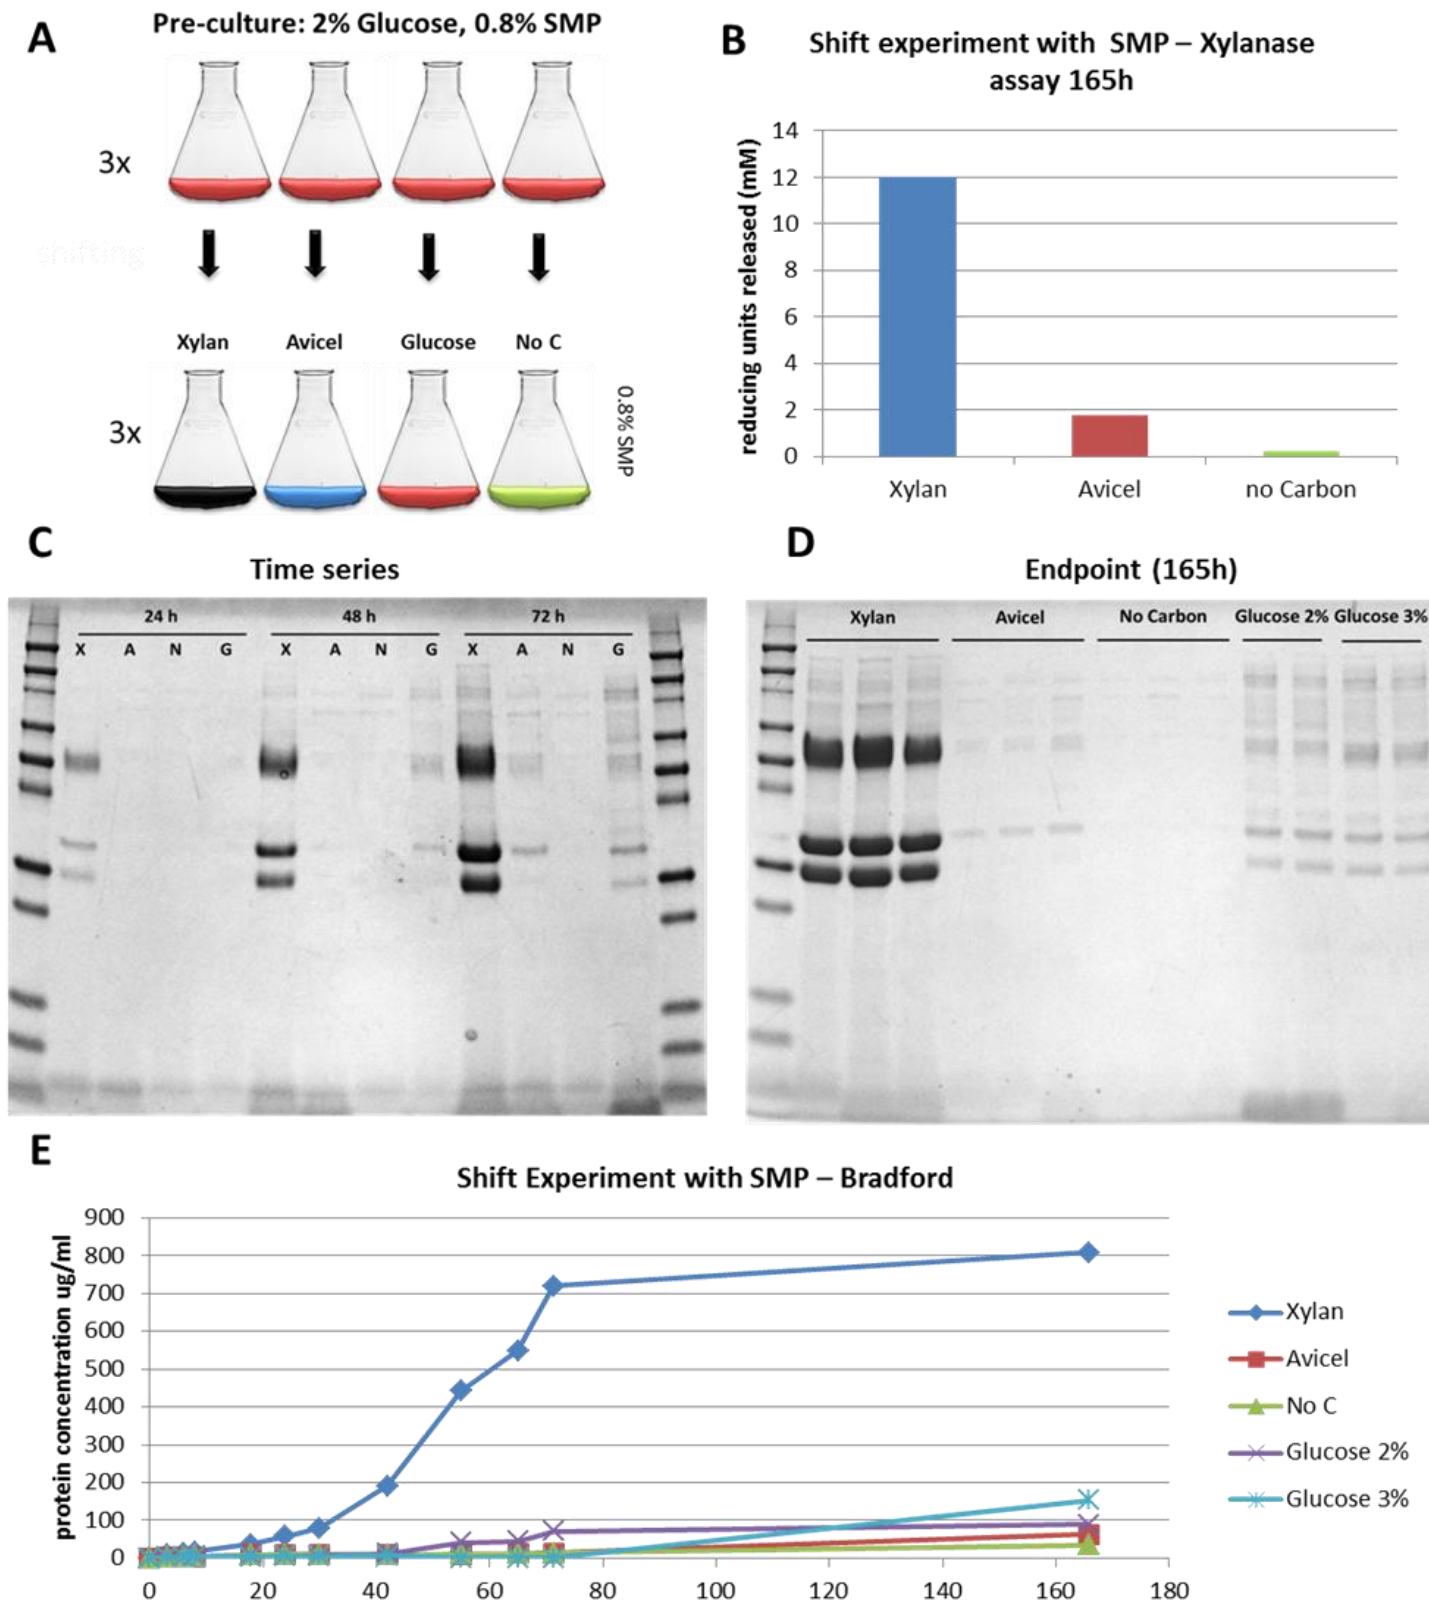 A
Pre-culture: 2% Glucose, 0.8% SMP
3x
shifting
Xylan Avicel Glucose No C
3x
0.8% SMP
B
Shift experiment with SMP – Xylanase
assay 165h
reducing units released (mM)
14
12
10
8
6
4
2
0
Xylan Avicel no Carbon
C
Time series
24 h 48 h 72 h
X A N G X A N G X A N G
D
Endpoint (165h)
Xylan Avicel No Carbon Glucose 2% Glucose 3%
E
Shift Experiment with SMP – Bradford
protein concentration ug/ml
900
800
700
600
500
400
300
200
100
0
0 20 40 60 80 100 120 140 160 180
Xylan
Avicel
No C
Glucose 2%
Glucose 3%